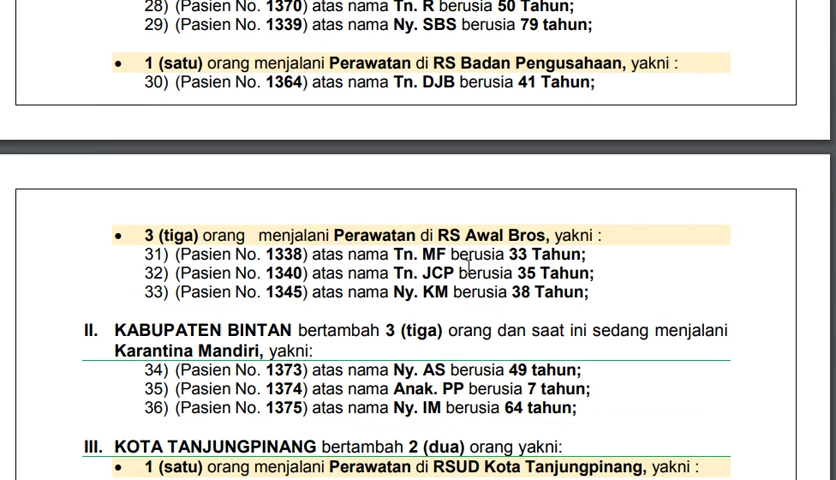 28) (Pasien No. 1370) atas nama Tn. R berusia 50 Tahun;
29) (Pasien No. 1339) atas nama Ny. SBS berusia 79 tahun;
• 1 (satu) orang menjalani Perawatan di RS Badan Pengusahaan, yakni :
30) (Pasien No. 1364) atas nama Tn. DJB berusia 41 Tahun;
• 3 (tiga) orang menjalani Perawatan di RS Awal Bros, yakni :
31) (Pasien No. 1338) atas nama Tn. MF berusia 33 Tahun;
32) (Pasien No. 1340) atas nama Tn. JCP berusia 35 Tahun;
33) (Pasien No. 1345) atas nama Ny. KM berusia 38 Tahun;
II. KABUPATEN BINTAN bertambah 3 (tiga) orang dan saat ini sedang menjalani
Karantina Mandiri, yakni:
34) (Pasien No. 1373) atas nama Ny. AS berusia 49 tahun;
35) (Pasien No. 1374) atas nama Anak. PP berusia 7 tahun;
36) (Pasien No. 1375) atas nama Ny. IM berusia 64 tahun;
III. KOTA TANJUNGPINANG bertambah 2 (dua) orang yakni:
• 1 (satu) orang menjalani Perawatan di RSUD Kota Tanjungpinang, yakni :